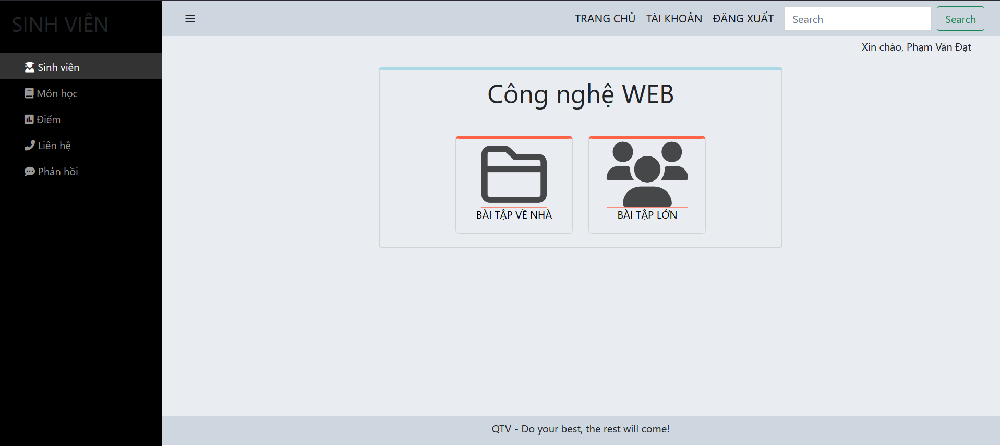 SINH VIÊN
Sinh viên
Môn học
Điểm
Liên hệ
Phản hồi
TRANG CHỦ TÀI KHOẢN ĐĂNG XUẤT Search Search
Xin chào, Phạm Văn Đạt
Công nghệ WEB
BÀI TẬP VỀ NHÀ BÀI TẬP LỚN
QTV - Do your best, the rest will come!